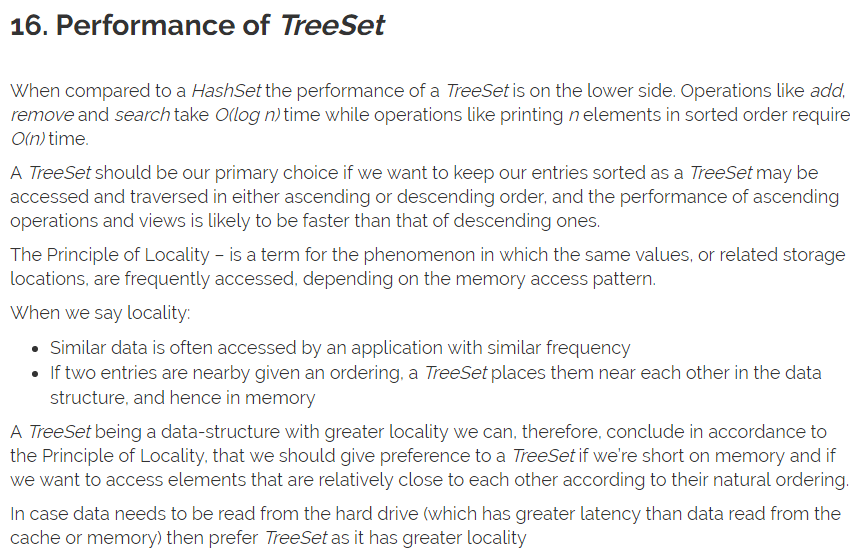 16. Performance of TreeSet
When compared to a HashSet the performance of a TreeSet is on the lower side. Operations like add,
remove and search take O(log n) time while operations like printing n elements in sorted order require
O(n) time.
A TreeSet should be our primary choice if we want to keep our entries sorted as a TreeSet may be
accessed and traversed in either ascending or descending order, and the performance of ascending
operations and views is likely to be faster than that of descending ones.
The Principle of Locality – is a term for the phenomenon in which the same values, or related storage
locations, are frequently accessed, depending on the memory access pattern.
When we say locality:
• Similar data is often accessed by an application with similar frequency
• If two entries are nearby given an ordering, a TreeSet places them near each other in the data
structure, and hence in memory
A TreeSet being a data-structure with greater locality we can, therefore, conclude in accordance to
the Principle of Locality, that we should give preference to a TreeSet if we're short on memory and if
we want to access elements that are relatively close to each other according to their natural ordering.
In case data needs to be read from the hard drive (which has greater latency than data read from the
cache or memory) then prefer TreeSet as it has greater locality